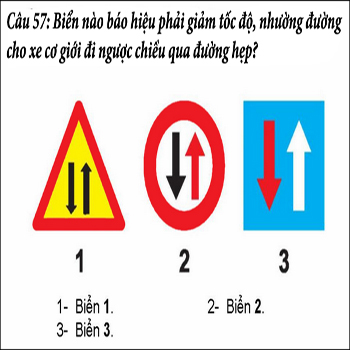 Câu 57: Biển nào báo hiệu phải giảm tốc độ, nhường đường
cho xe cơ giới đi ngược chiều qua đường hẹp?
1 2 3
1- Biển 1. 2- Biển 2.
3- Biển 3.